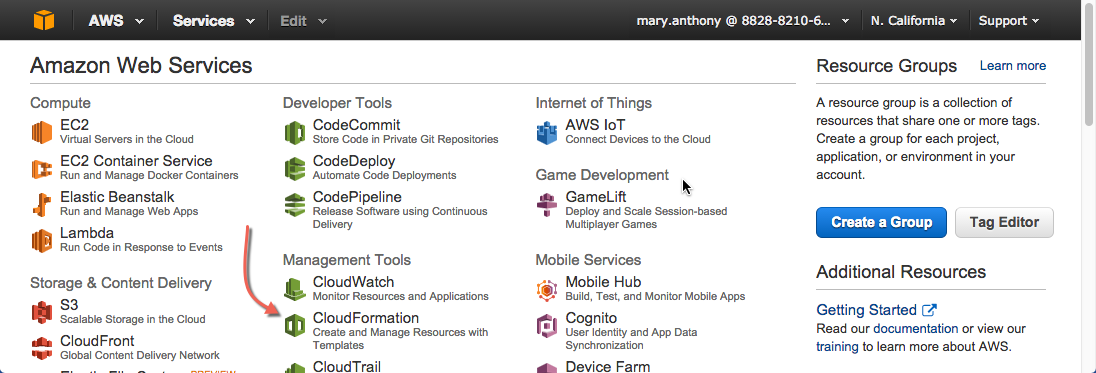 AWS Services Edit mary.anthony @ 8828-8210-6... N. California Support
Amazon Web Services
Compute
EC2
Virtual Servers in the Cloud
EC2 Container Service
Run and Manage Docker Containers
Elastic Beanstalk
Run and Manage Web Apps
Lambda
Run Code in Response to Events
Storage & Content Delivery
S3
Scalable Storage in the Cloud
CloudFront
Global Content Delivery Network
PREVIEW
Developer Tools
CodeCommit
Store Code in Private Git Repositories
CodeDeploy
Automate Code Deployments
CodePipeline
Release Software using Continuous
Delivery
Management Tools
CloudWatch
Monitor Resources and Applications
CloudFormation
Create and Manage Resources with
Templates
CloudTrail
Internet of Things
AWS IoT
Connect Devices to the Cloud
Game Development
GameLift
Deploy and Scale Session-based
Multiplayer Games
Mobile Services
Mobile Hub
Build, Test, and Monitor Mobile Apps
Cognito
User Identity and App Data
Synchronization
Device Farm
Resource Groups Learn more
A resource group is a collection of
resources that share one or more tags.
Create a group for each project,
application, or environment in your
account.
Create a Group Tag Editor
Additional Resources
Getting Started
Read our documentation or view our
training to learn more about AWS.